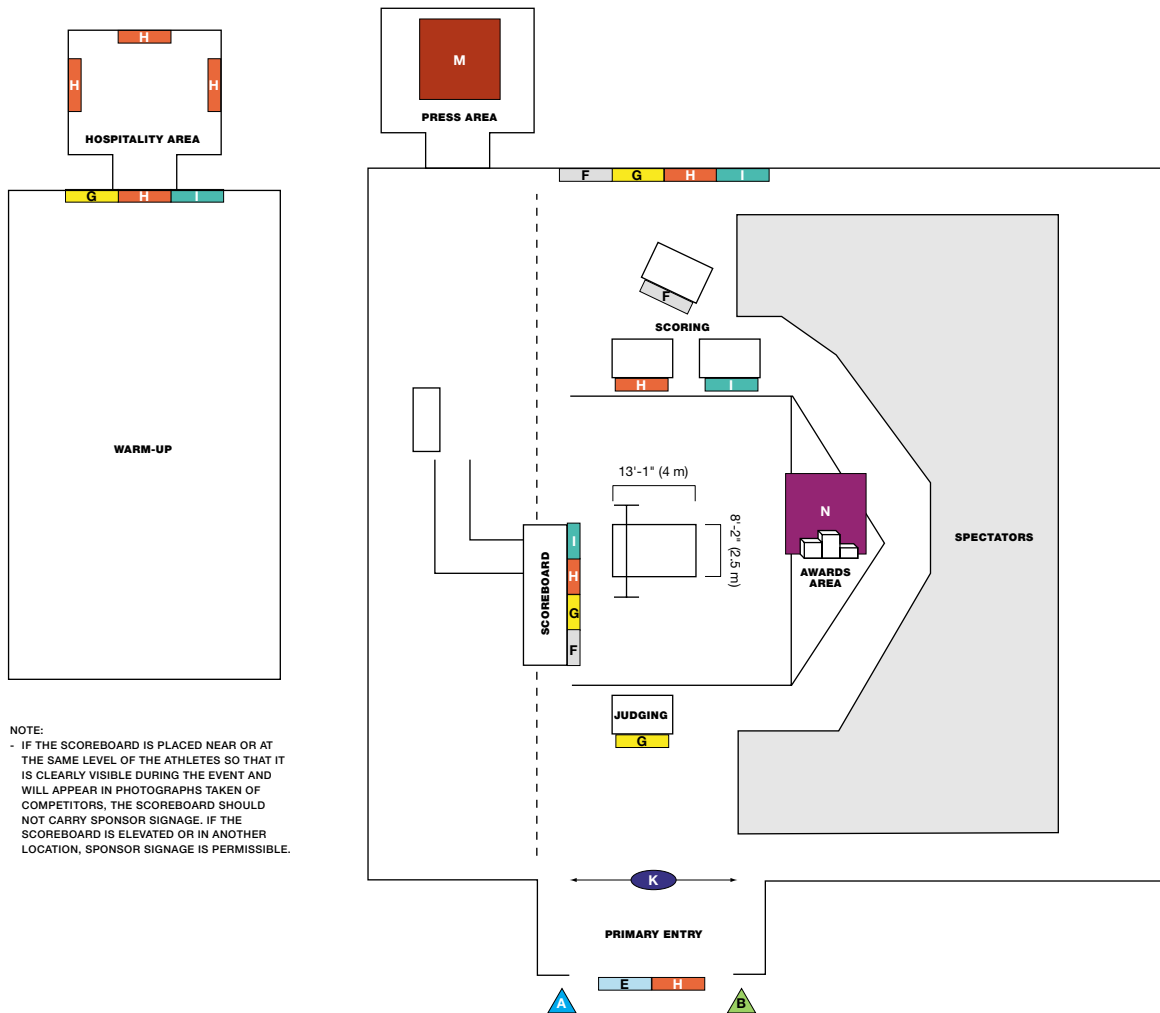 H
H
H
HOSPITALITY AREA
G
H
I
WARM-UP
M
PRESS AREA
F
G
H
I
F
SCORING
H
I
13'-1" (4 m)
8'-2" (2.5 m)
SCOREBOARD
I
H
G
F
N
AWARDS
AREA
SPECTATORS
JUDGING
G
NOTE:
- IF THE SCOREBOARD IS PLACED NEAR OR AT
THE SAME LEVEL OF THE ATHLETES SO THAT IT
IS CLEARLY VISIBLE DURING THE EVENT AND
WILL APPEAR IN PHOTOGRAPHS TAKEN OF
COMPETITORS, THE SCOREBOARD SHOULD
NOT CARRY SPONSOR SIGNAGE. IF THE
SCOREBOARD IS ELEVATED OR IN ANOTHER
LOCATION, SPONSOR SIGNAGE IS PERMISSIBLE.
K
PRIMARY ENTRY
E
H
A
B